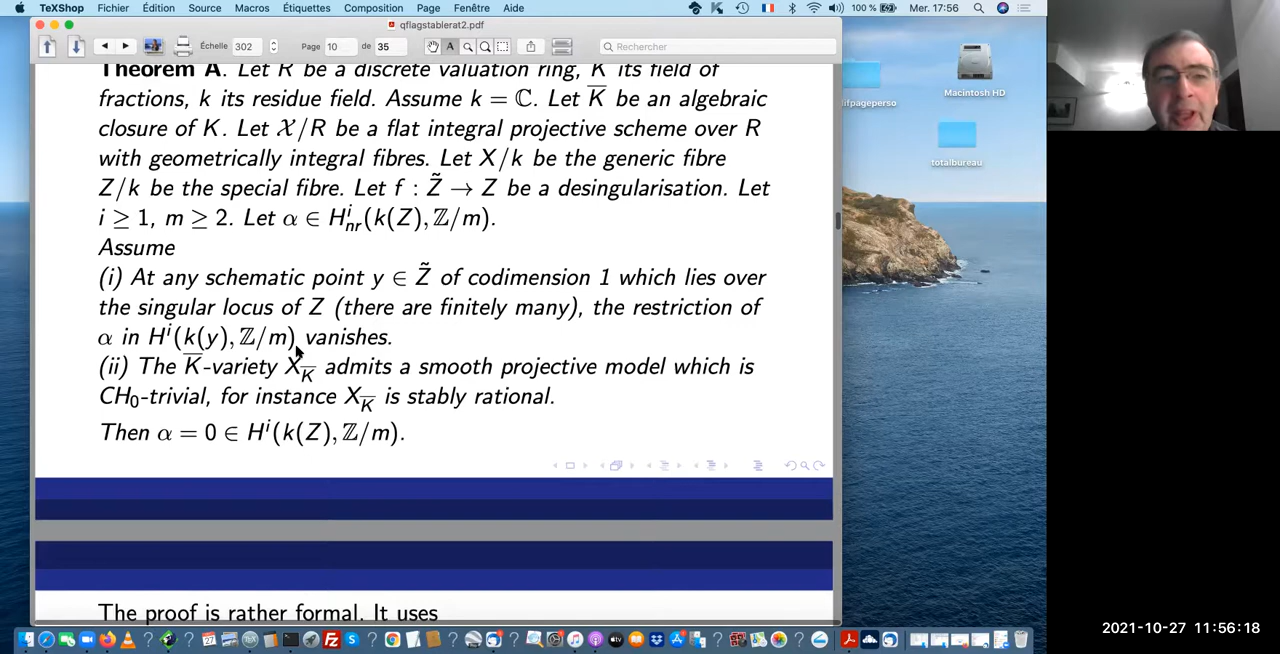 TeXShop Fichier Édition Source Macros Étiquettes Composition Page Fenêtre Aide 100 % Mer. 17:56
qflagstablerat2.pdf
Échelle 302 Page 10 de 35 Rechercher
Theorem A. Let R be a discrete valuation ring, K its field of
fractions, k its residue field. Assume k = ℂ. Let K̅ be an algebraic
closure of K. Let 𝒳/R be a flat integral projective scheme over R
with geometrically integral fibres. Let X/k be the generic fibre
Z/k be the special fibre. Let f : Z̃ → Z be a desingularisation. Let
i ≥ 1, m ≥ 2. Let α ∈ Hⁱₙᵣ(k(Z), ℤ/m).
Assume
(i) At any schematic point y ∈ Z̃ of codimension 1 which lies over
the singular locus of Z (there are finitely many), the restriction of
α in Hⁱ(k(y), ℤ/m) vanishes.
(ii) The K̅-variety X_K̅ admits a smooth projective model which is
CH₀-trivial, for instance X_K̅ is stably rational.
Then α = 0 ∈ Hⁱ(k(Z), ℤ/m).
The proof is rather formal. It uses
Macintosh HD
lifpageperso
totalbureau
2021-10-27 11:56:18